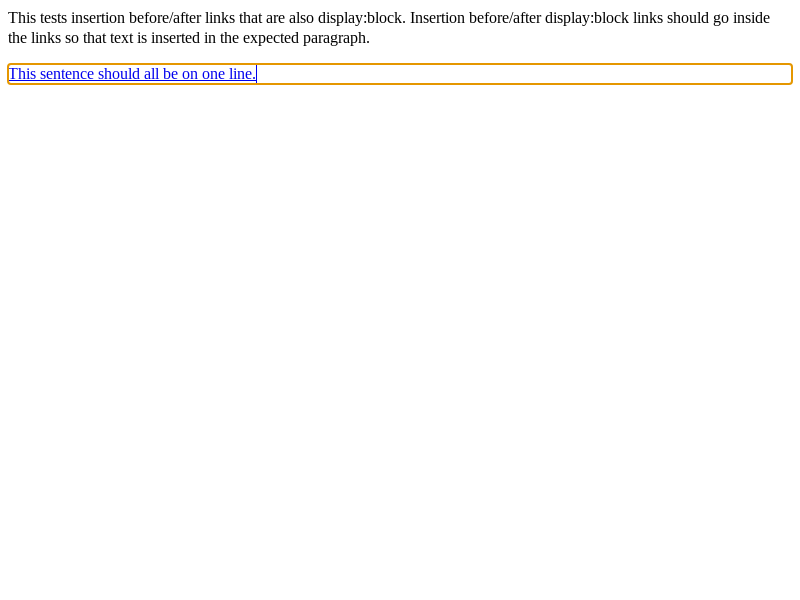 This tests insertion before/after links that are also display:block. Insertion before/after display:block links should go inside
the links so that text is inserted in the expected paragraph.
This sentence should all be on one line.